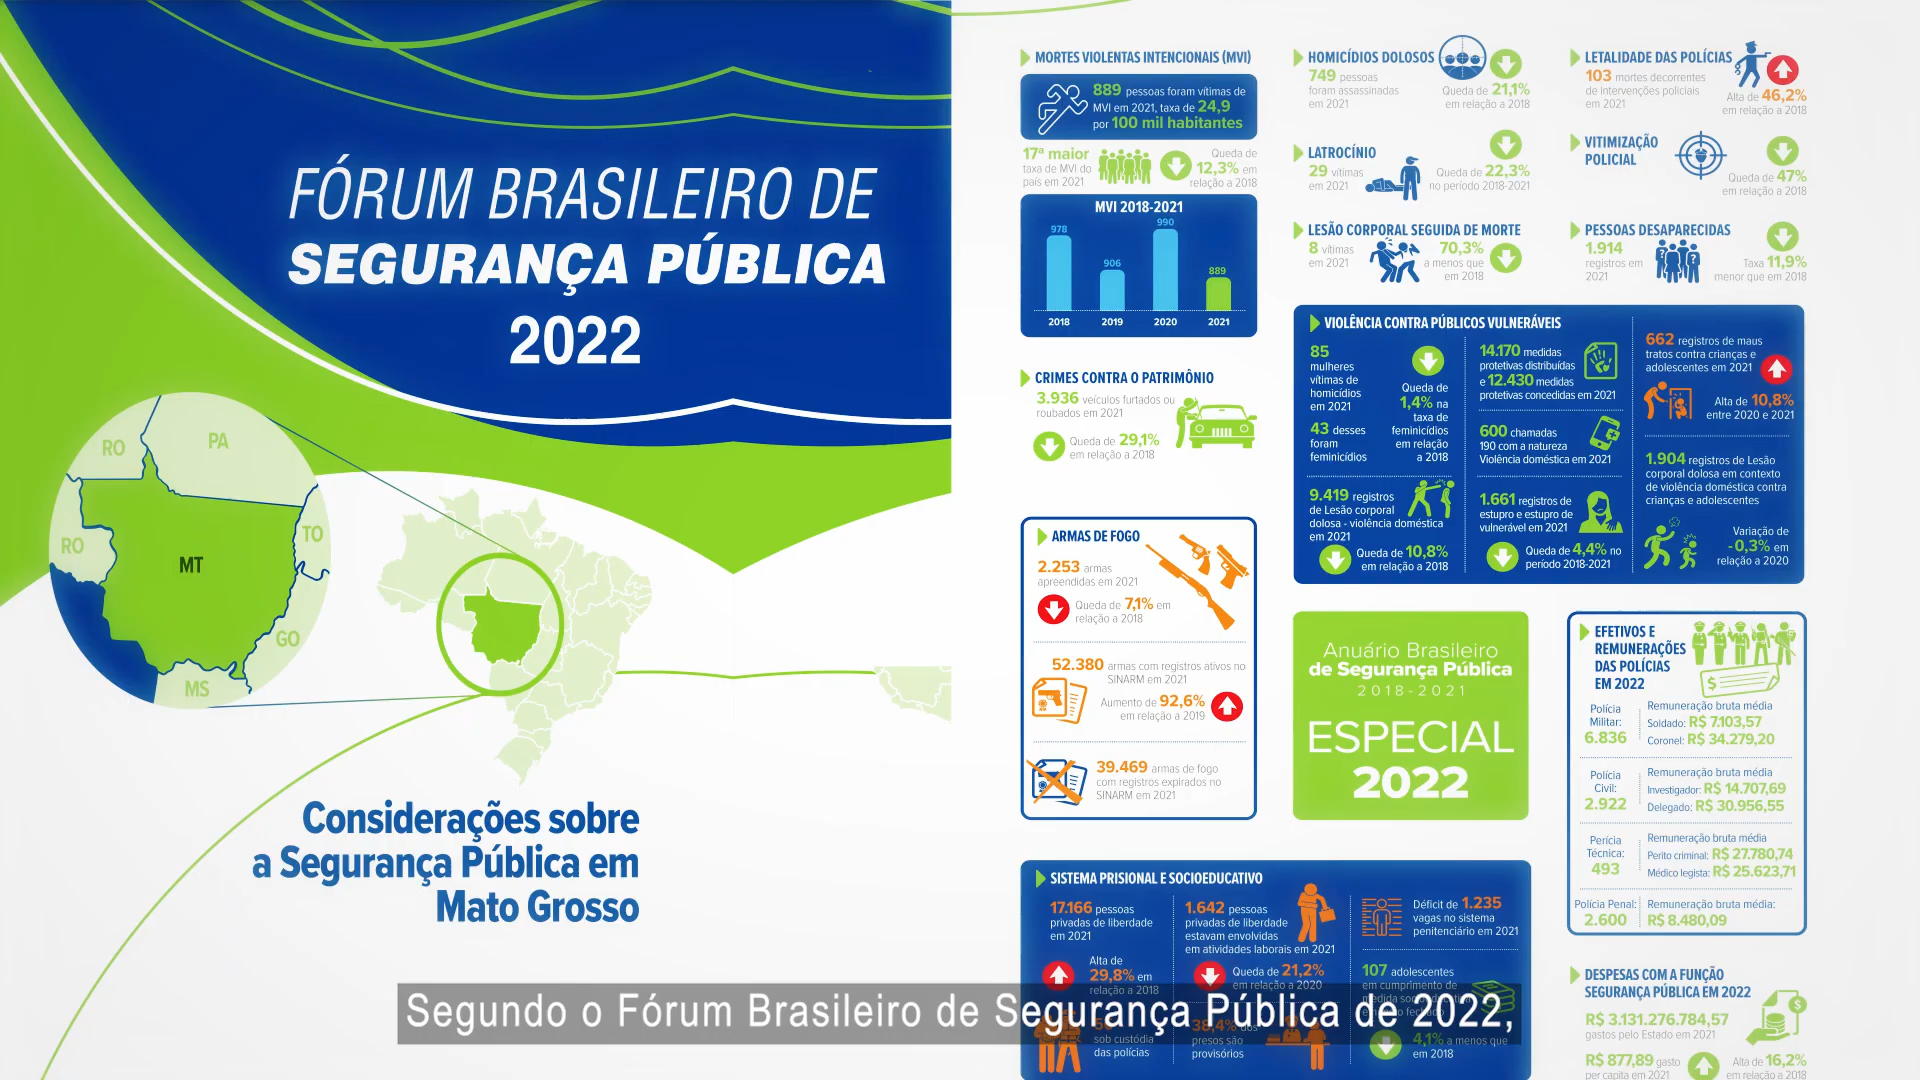 FÓRUM BRASILEIRO DE
SEGURANÇA PÚBLICA
2022
RO
PA
RO
MT
TO
GO
MS
Considerações sobre
a Segurança Pública em
Mato Grosso
MORTES VIOLENTAS INTENCIONAIS (MVI)
889 pessoas foram vítimas de
MVI em 2021, taxa de 24,9
por 100 mil habitantes
17ª maior
taxa de MVI do
país em 2021
Queda de
12,3% em
relação a 2018
MVI 2018-2021
978
906
990
889
2018
2019
2020
2021
CRIMES CONTRA O PATRIMÔNIO
3.936 veículos furtados ou
roubados em 2021
Queda de 29,1%
em relação a 2018
ARMAS DE FOGO
2.253 armas
apreendidas em 2021
Queda de 7,1% em
relação a 2018
52.380 armas com registros ativos no
SINARM em 2021
Aumento de 92,6%
em relação a 2019
39.469 armas de fogo
com registros expirados no
SINARM em 2021
HOMICÍDIOS DOLOSOS
749 pessoas
foram assassinadas
em 2021
Queda de 21,1%
em relação a 2018
LATROCÍNIO
29 vítimas
em 2021
Queda de 22,3%
no período 2018-2021
LESÃO CORPORAL SEGUIDA DE MORTE
8 vítimas
em 2021
70,3%
a menos que
em 2018
LETALIDADE DAS POLÍCIAS
103 mortes decorrentes
de intervenções policiais
em 2021
Alta de 46,2%
em relação a 2018
VITIMIZAÇÃO
POLICIAL
Queda de 47%
em relação a 2018
PESSOAS DESAPARECIDAS
1.914
registros em
2021
Taxa 11,9%
menor que em 2018
VIOLÊNCIA CONTRA PÚBLICOS VULNERÁVEIS
85
mulheres
vítimas de
homicídios
em 2021
43 desses
foram
feminicídios
Queda de
1,4% na
taxa de
feminicídios
em relação
a 2018
9.419 registros
de Lesão corporal
dolosa - violência doméstica
em 2021
Queda de 10,8%
em relação a 2018
14.170 medidas
protetivas distribuídas
e 12.430 medidas
protetivas concedidas em 2021
600 chamadas
190 com a natureza
Violência doméstica em 2021
1.661 registros de
estupro e estupro de
vulnerável em 2021
Queda de 4,4% no
período 2018-2021
662 registros de maus
tratos contra crianças e
adolescentes em 2021
Alta de 10,8%
entre 2020 e 2021
1.904 registros de Lesão
corporal dolosa em contexto
de violência doméstica contra
crianças e adolescentes
Variação de
-0,3% em
relação a 2020
Anuário Brasileiro
de Segurança Pública
2018-2021
ESPECIAL
2022
EFETIVOS E
REMUNERAÇÕES
DAS POLÍCIAS
EM 2022
$
Polícia
Militar:
6.836
Remuneração bruta média
Soldado: R$ 7.103,57
Coronel: R$ 34.279,20
Polícia
Civil:
2.922
Remuneração bruta média
Investigador: R$ 14.707,69
Delegado: R$ 30.956,55
Perícia
Técnica:
493
Remuneração bruta média
Perito criminal: R$ 27.780,74
Médico legista: R$ 25.623,71
Polícia Penal:
2.600
Remuneração bruta média:
R$ 8.480,09
SISTEMA PRISIONAL E SOCIOEDUCATIVO
17.166 pessoas
privadas de liberdade
em 2021
Alta de
29,8% em
relação a 2018
sob custódia
das polícias
1.642 pessoas
privadas de liberdade
estavam envolvidas
em atividades laborais em 2021
Queda de 21,2%
em relação a 2020
38,4% dos
presos são
provisórios
Déficit de 1.235
vagas no sistema
penitenciário em 2021
107 adolescentes
em cumprimento de
4,1% a menos que
em 2018
DESPESAS COM A FUNÇÃO
SEGURANÇA PÚBLICA EM 2022
R$ 3.131.276.784,57
gastos pelo Estado em 2021
$
R$ 877,89 gasto
per capita em 2021
Alta de 16,2%
em relação a 2018
Segundo o Fórum Brasileiro de Segurança Pública de 2022,